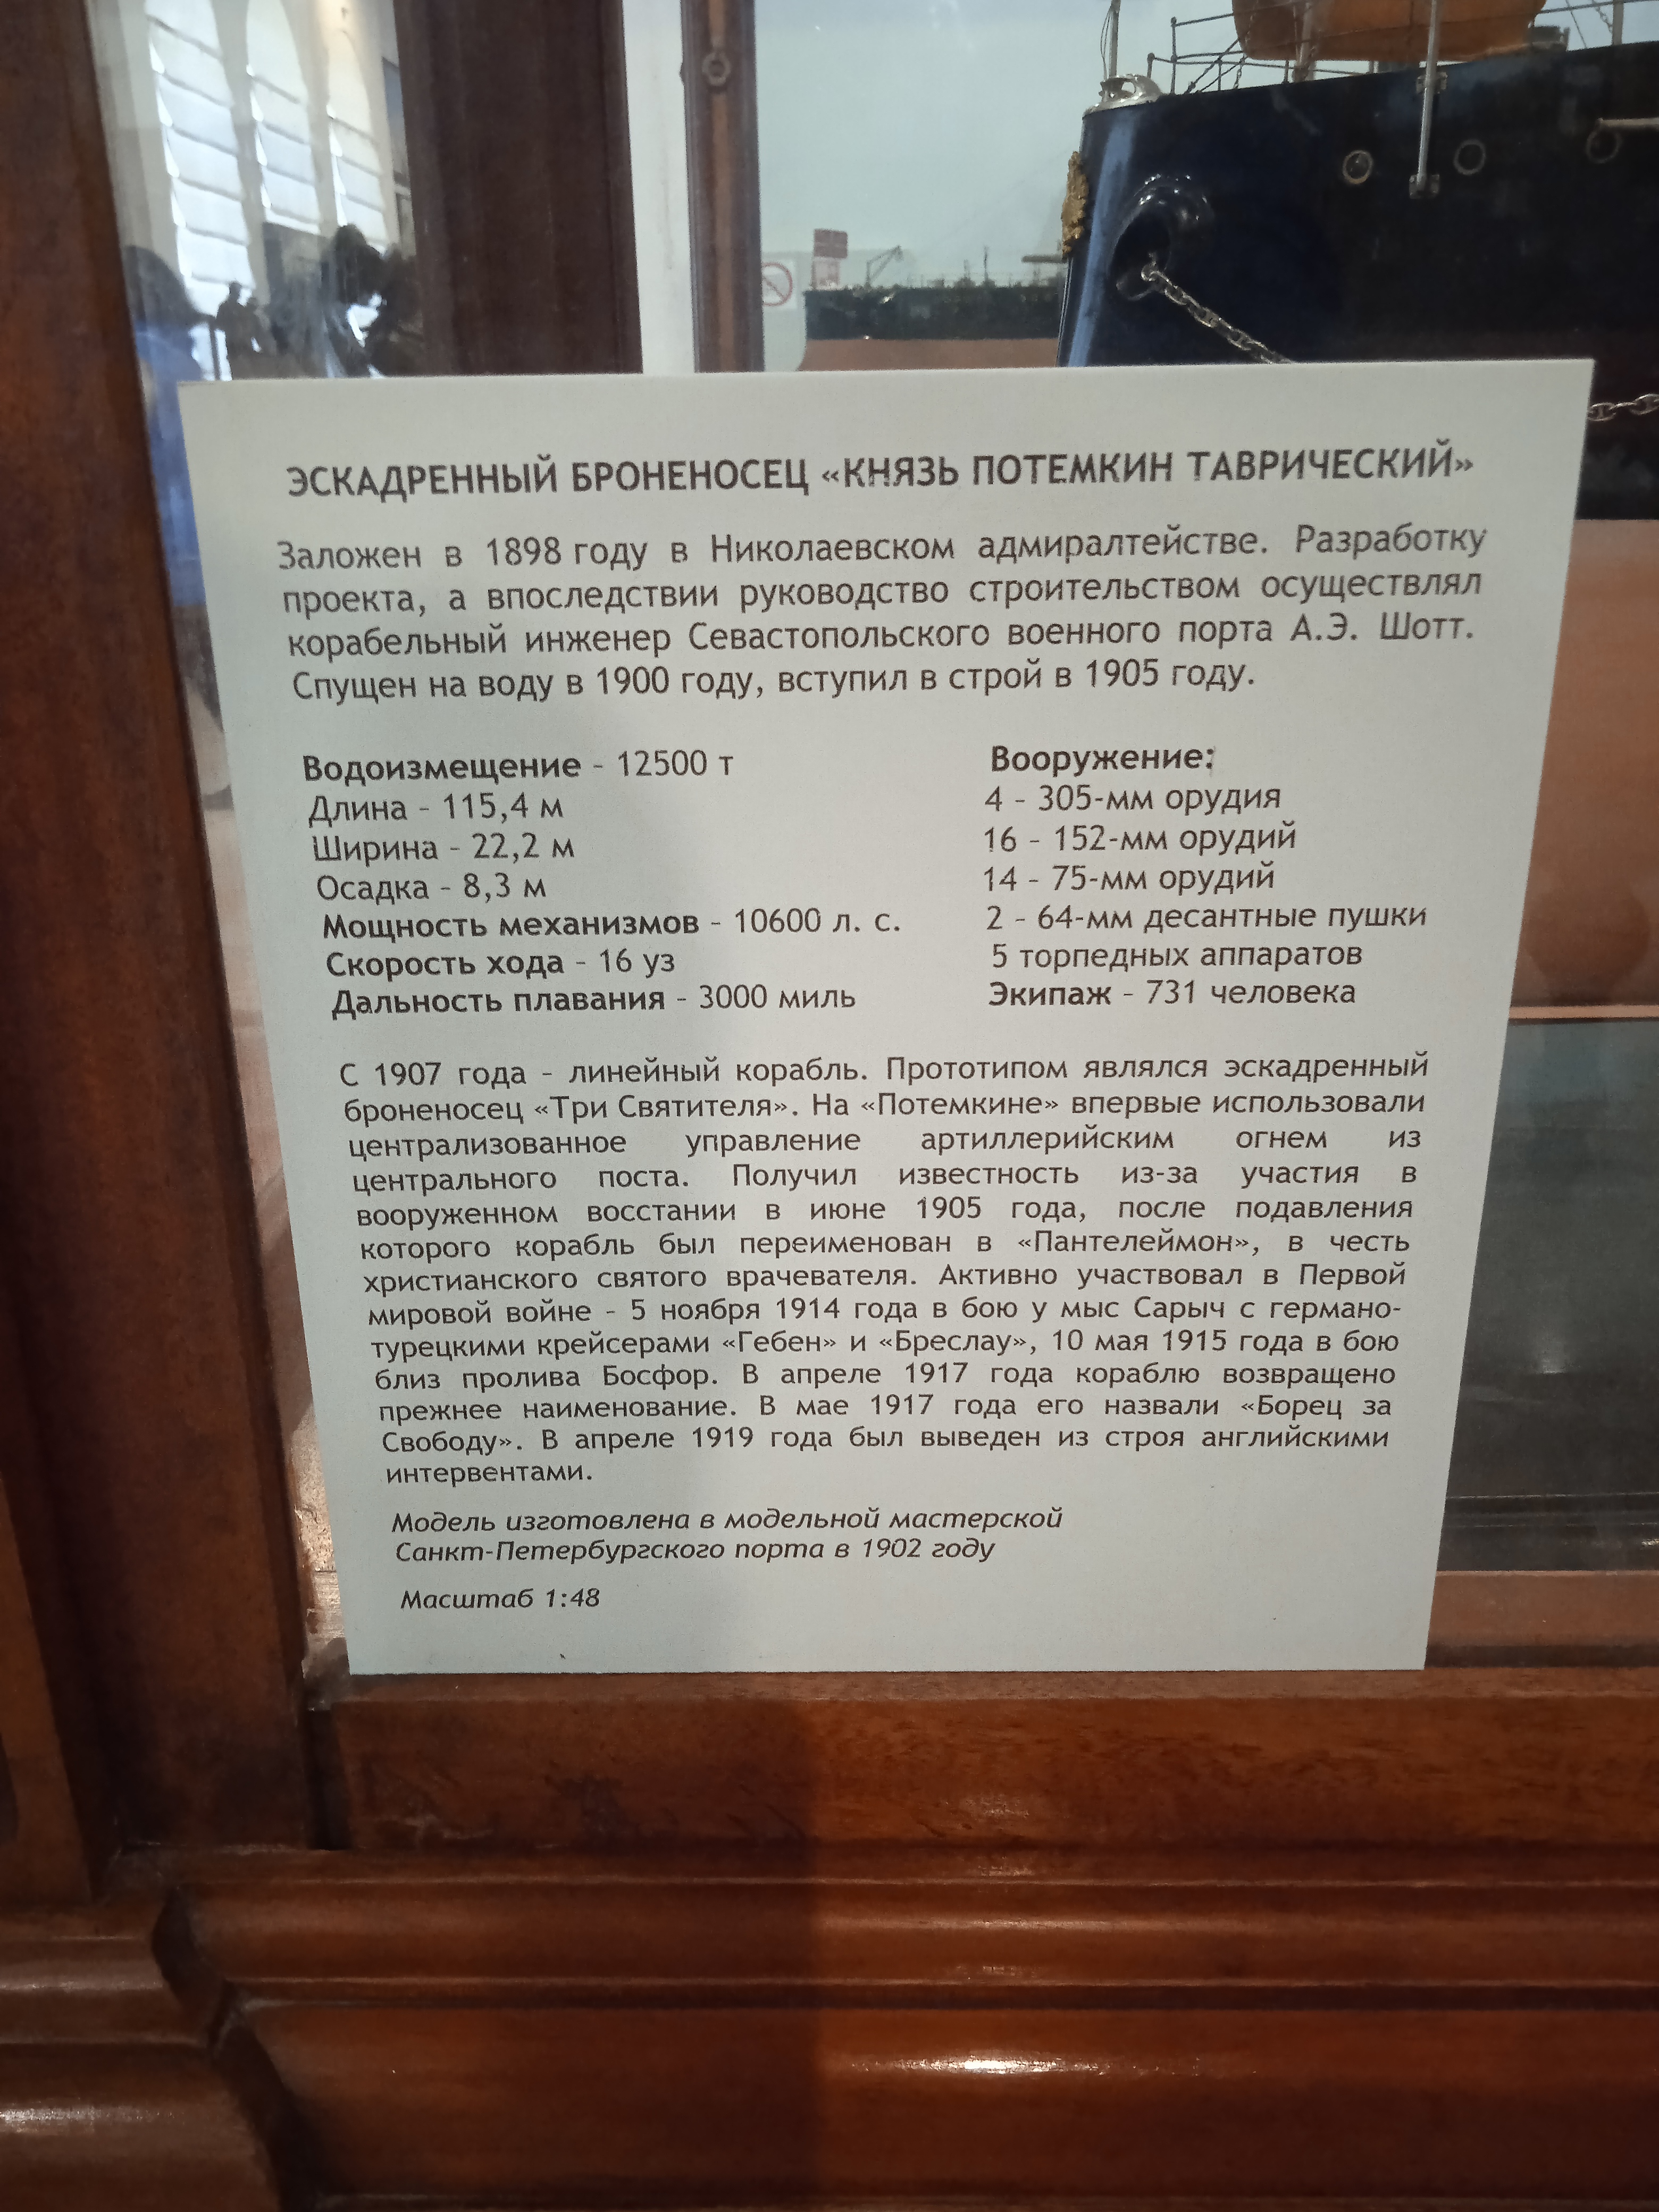 ЭСКАДРЕННЫЙ БРОНЕНОСЕЦ «КНЯЗЬ ПОТЕМКИН ТАВРИЧЕСКИЙ»
Заложен в 1898 году в Николаевском адмиралтействе. Разработку
проекта, а впоследствии руководство строительством осуществлял
корабельный инженер Севастопольского военного порта А.Э. Шотт.
Спущен на воду в 1900 году, вступил в строй в 1905 году.
Водоизмещение - 12500 т
Длина - 115,4 м
Ширина - 22,2 м
Осадка - 8,3 м
Мощность механизмов - 10600 л. с.
Скорость хода - 16 уз
Дальность плавания - 3000 миль
Вооружение:
4 - 305-мм орудия
16 - 152-мм орудий
14 - 75-мм орудий
2 - 64-мм десантные пушки
5 торпедных аппаратов
Экипаж - 731 человека
С 1907 года - линейный корабль. Прототипом являлся эскадренный
броненосец «Три Святителя». На «Потемкине» впервые использовали
централизованное управление артиллерийским огнем из
центрального поста. Получил известность из-за участия в
вооруженном восстании в июне 1905 года, после подавления
которого корабль был переименован в «Пантелеймон», в честь
христианского святого врачевателя. Активно участвовал в Первой
мировой войне - 5 ноября 1914 года в бою у мыс Сарыч с германо-
турецкими крейсерами «Гебен» и «Бреслау», 10 мая 1915 года в бою
близ пролива Босфор. В апреле 1917 года кораблю возвращено
прежнее наименование. В мае 1917 года его назвали «Борец за
Свободу». В апреле 1919 года был выведен из строя английскими
интервентами.
Модель изготовлена в модельной мастерской
Санкт-Петербургского порта в 1902 году
Масштаб 1:48